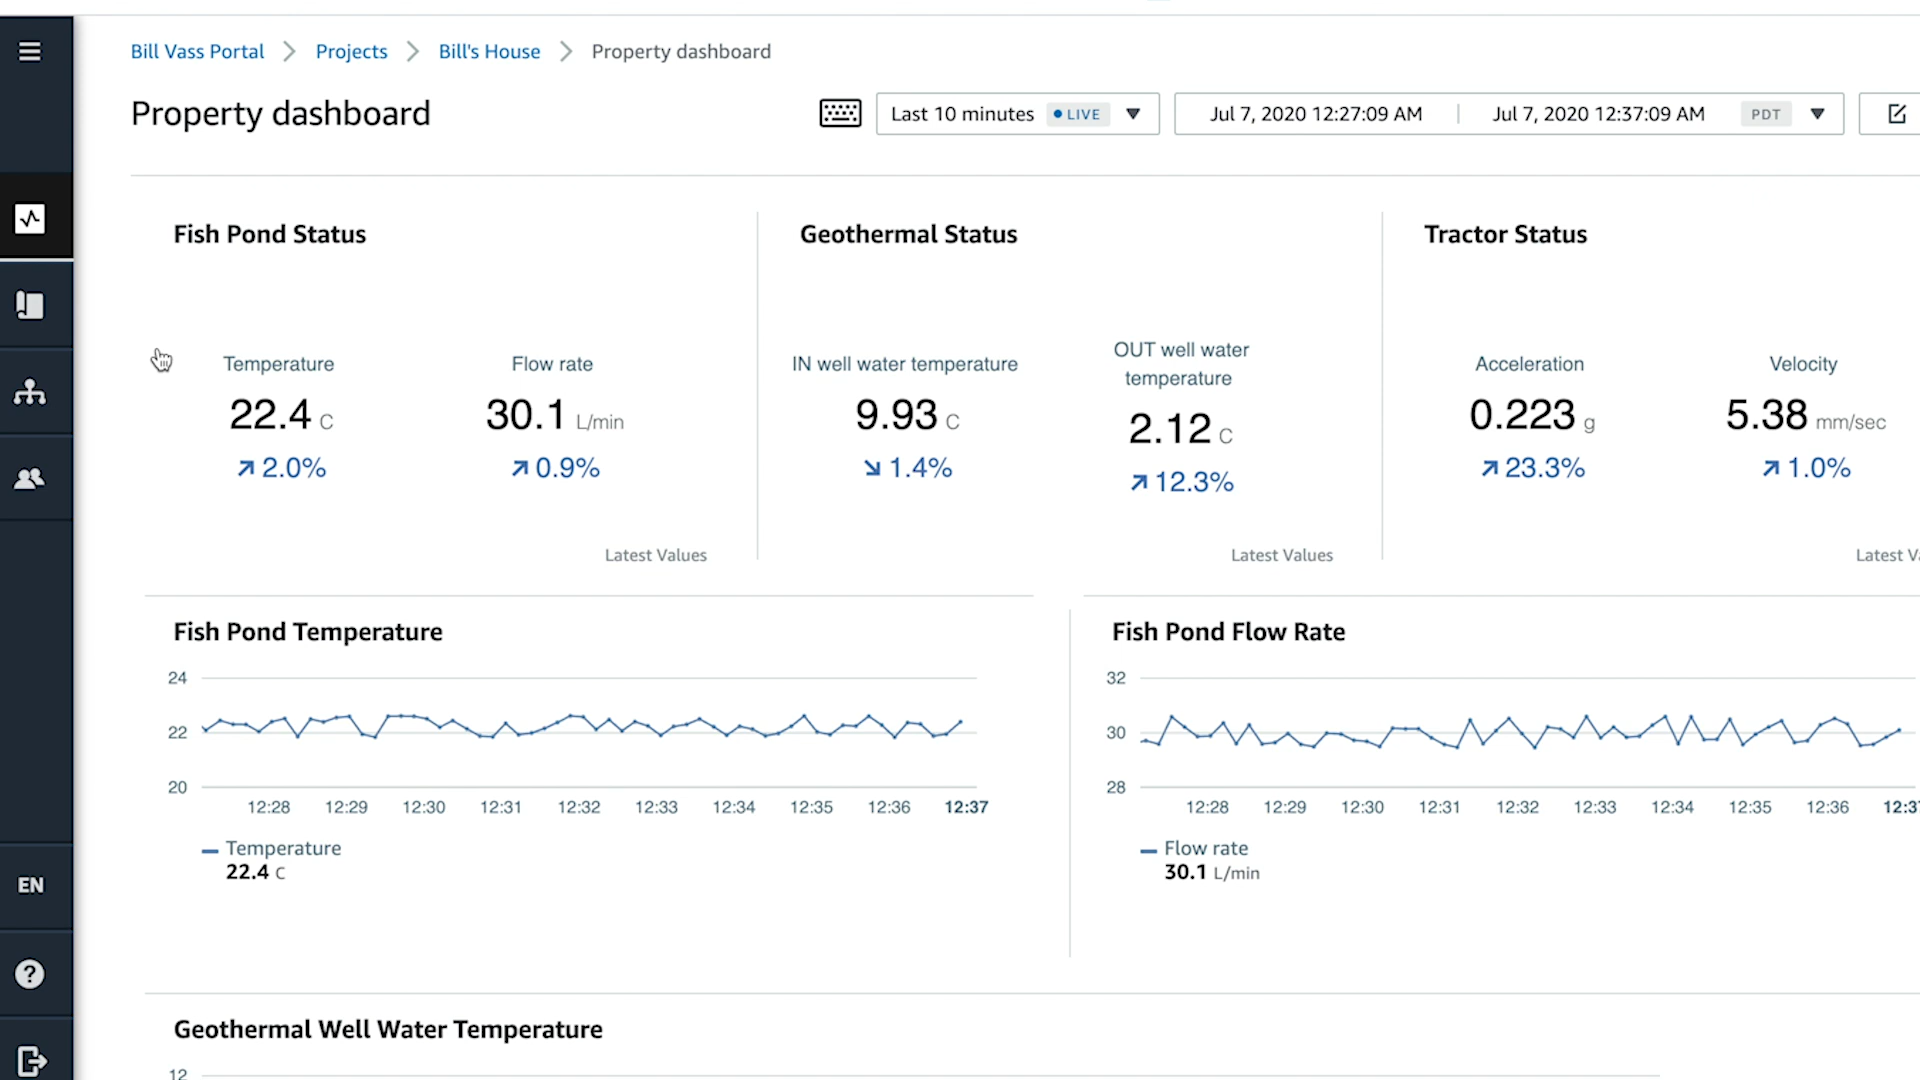 Bill Vass Portal > Projects > Bill's House > Property dashboard
Property dashboard
Last 10 minutes LIVE
Jul 7, 2020 12:27:09 AM | Jul 7, 2020 12:37:09 AM PDT
Fish Pond Status
Temperature
22.4 C
2.0%
Flow rate
30.1 L/min
0.9%
Latest Values
Geothermal Status
IN well water temperature
9.93 C
1.4%
OUT well water
temperature
2.12 C
12.3%
Latest Values
Tractor Status
Acceleration
0.223 g
23.3%
Velocity
5.38 mm/sec
1.0%
Latest
Fish Pond Temperature
24
22
20
12:28 12:29 12:30 12:31 12:32 12:33 12:34 12:35 12:36 12:37
Temperature
22.4 C
Fish Pond Flow Rate
32
30
28
12:28 12:29 12:30 12:31 12:32 12:33 12:34 12:35 12:36
Flow rate
30.1 L/min
Geothermal Well Water Temperature
12
EN
?